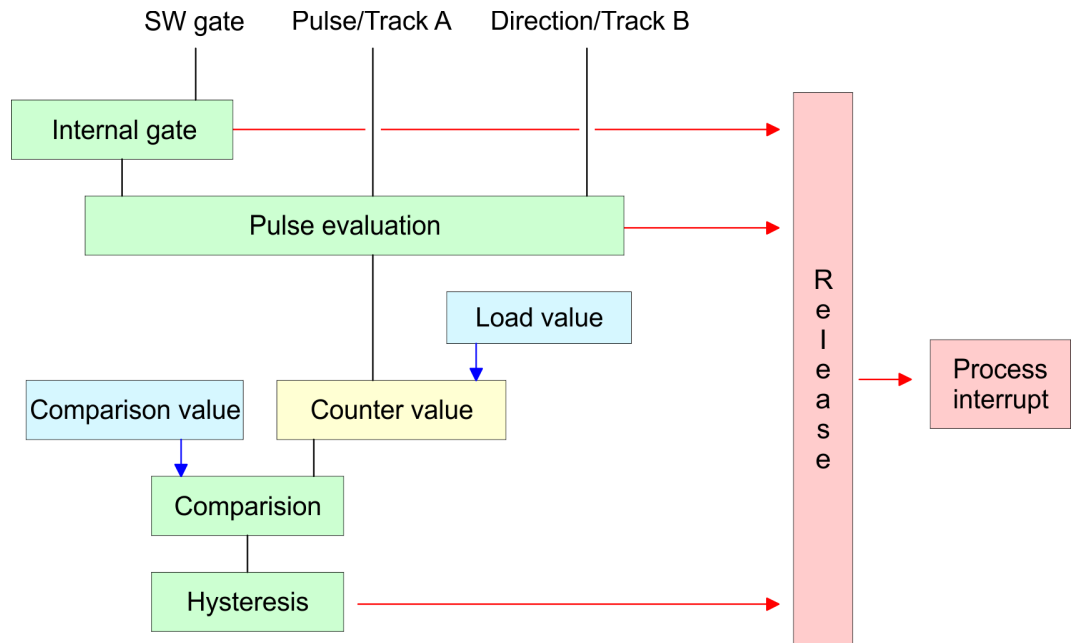 SW gate
Pulse/Track A
Direction/Track B
Internal gate
Pulse evaluation
Load value
Comparison value
Counter value
Comparision
Hysteresis
Release
Process
interrupt